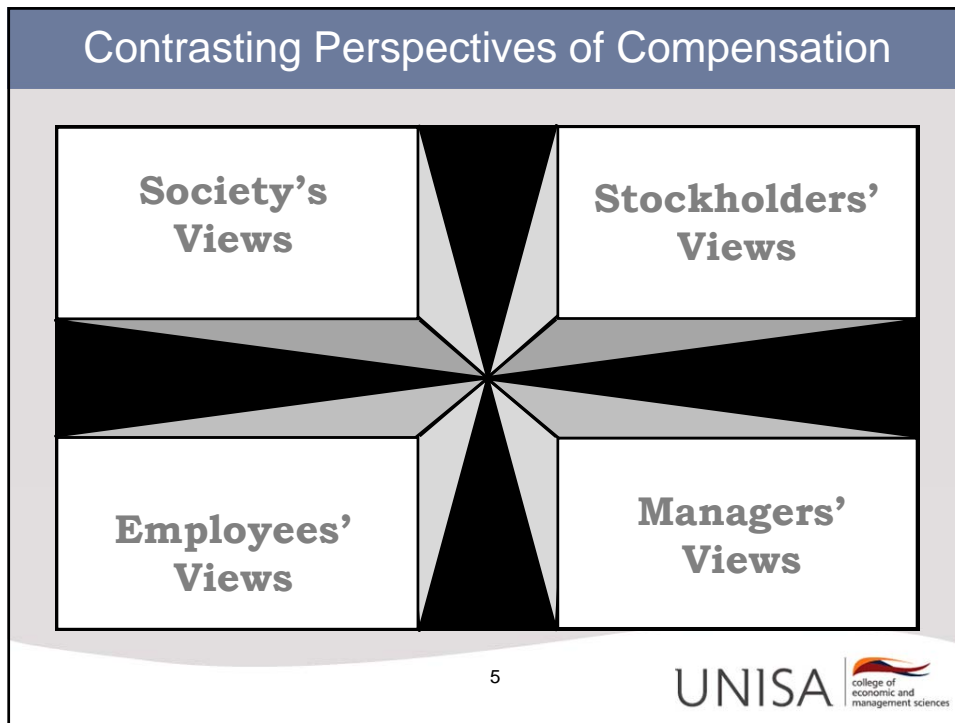 Contrasting Perspectives of Compensation
Society’s
Views
Stockholders’
Views
Employees’
Views
Managers’
Views
5
UNISA
college of
economic and
management sciences